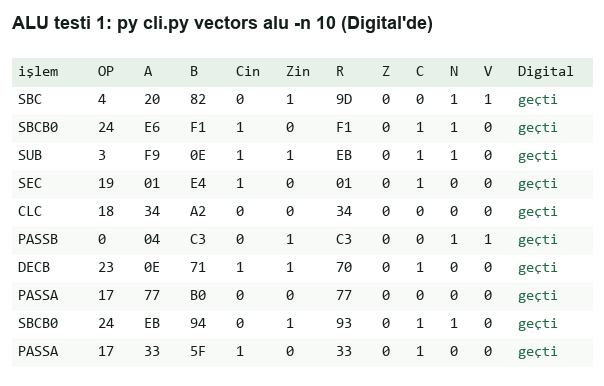 ALU testi 1: py cli.py vectors alu -n 10 (Digital'de)
işlem OP A B Cin Zin R Z C N V Digital
SBC 4 20 82 0 1 9D 0 0 1 1 geçti
SBCB0 24 E6 F1 1 0 F1 0 1 1 0 geçti
SUB 3 F9 0E 1 1 EB 0 1 1 0 geçti
SEC 19 01 E4 1 0 01 0 1 0 0 geçti
CLC 18 34 A2 0 0 34 0 0 0 0 geçti
PASSB 0 04 C3 0 1 C3 0 0 1 1 geçti
DECB 23 0E 71 1 1 70 0 1 0 0 geçti
PASSA 17 77 B0 0 0 77 0 0 0 0 geçti
SBCB0 24 EB 94 0 1 93 0 1 1 0 geçti
PASSA 17 33 5F 1 0 33 0 1 0 0 geçti